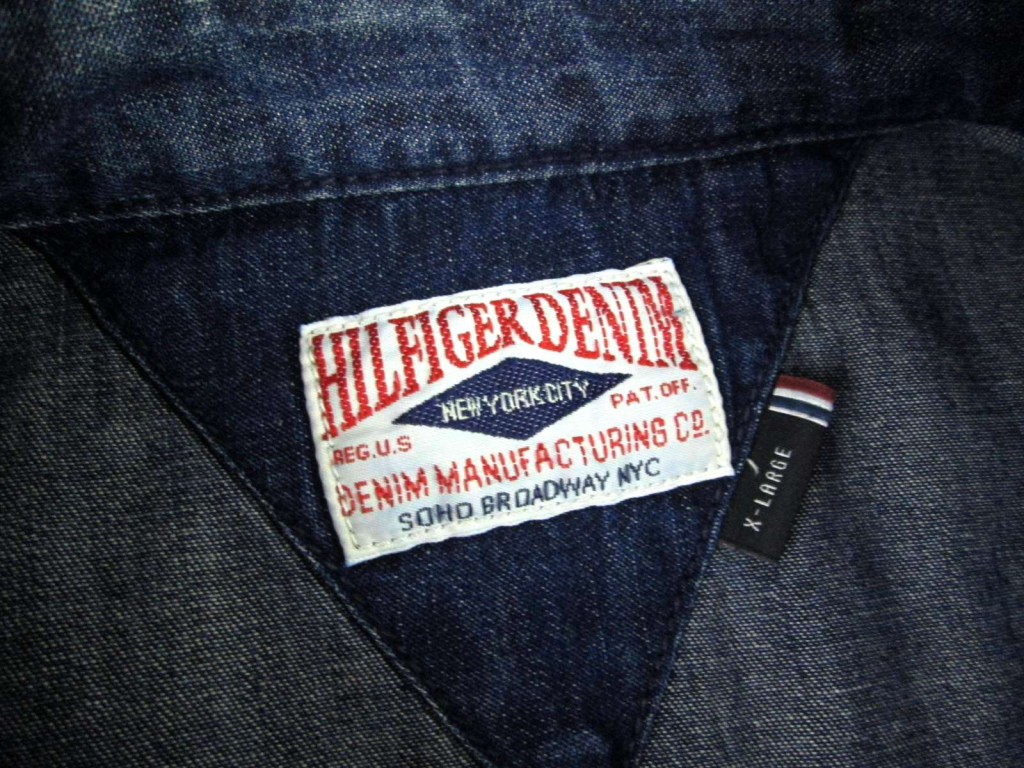 HILFIGER DENIM
NEW YORK CITY
REG.U.S
PAT.OFF.
DENIM MANUFACTURING CO.
SOHO BROADWAY NYC
X-LARGE